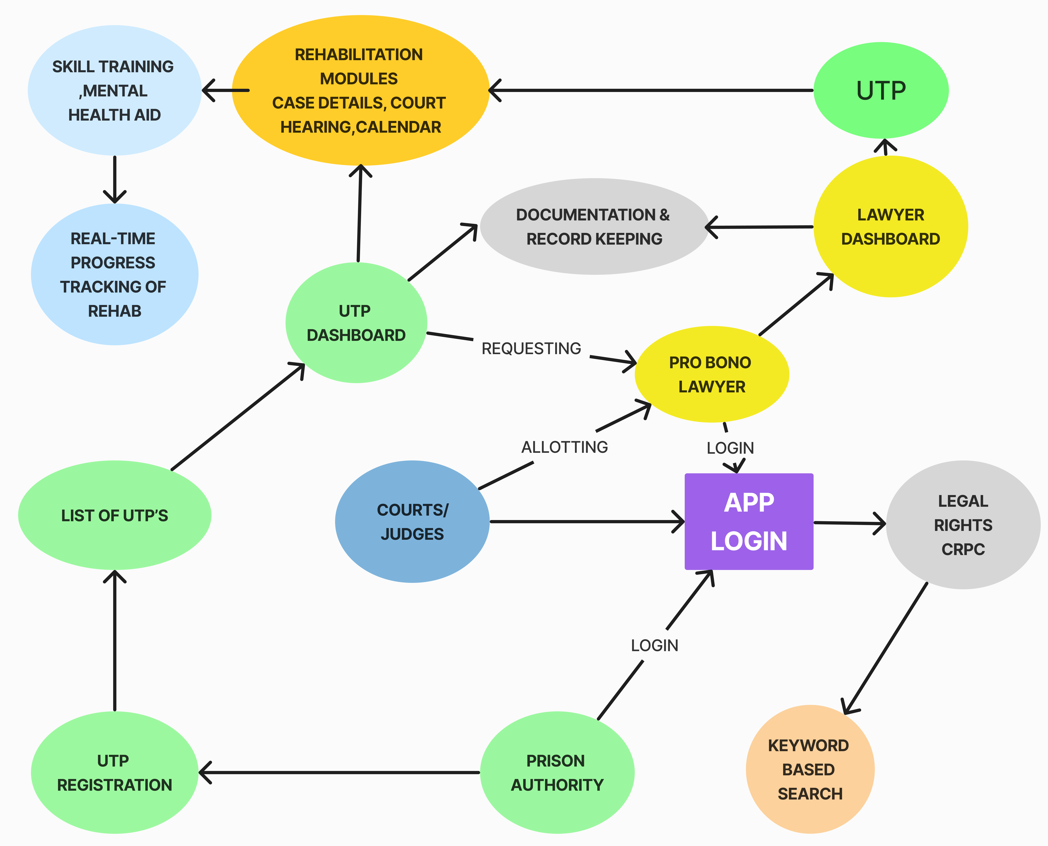 SKILL TRAINING
,MENTAL
HEALTH AID
REHABILITATION
MODULES
CASE DETAILS, COURT
HEARING,CALENDAR
UTP
DOCUMENTATION &
RECORD KEEPING
LAWYER
DASHBOARD
REAL-TIME
PROGRESS
TRACKING OF
REHAB
UTP
DASHBOARD
REQUESTING
PRO BONO
LAWYER
ALLOTTING
LOGIN
LIST OF UTP’S
COURTS/
JUDGES
APP
LOGIN
LEGAL
RIGHTS
CRPC
LOGIN
UTP
REGISTRATION
PRISON
AUTHORITY
KEYWORD
BASED
SEARCH